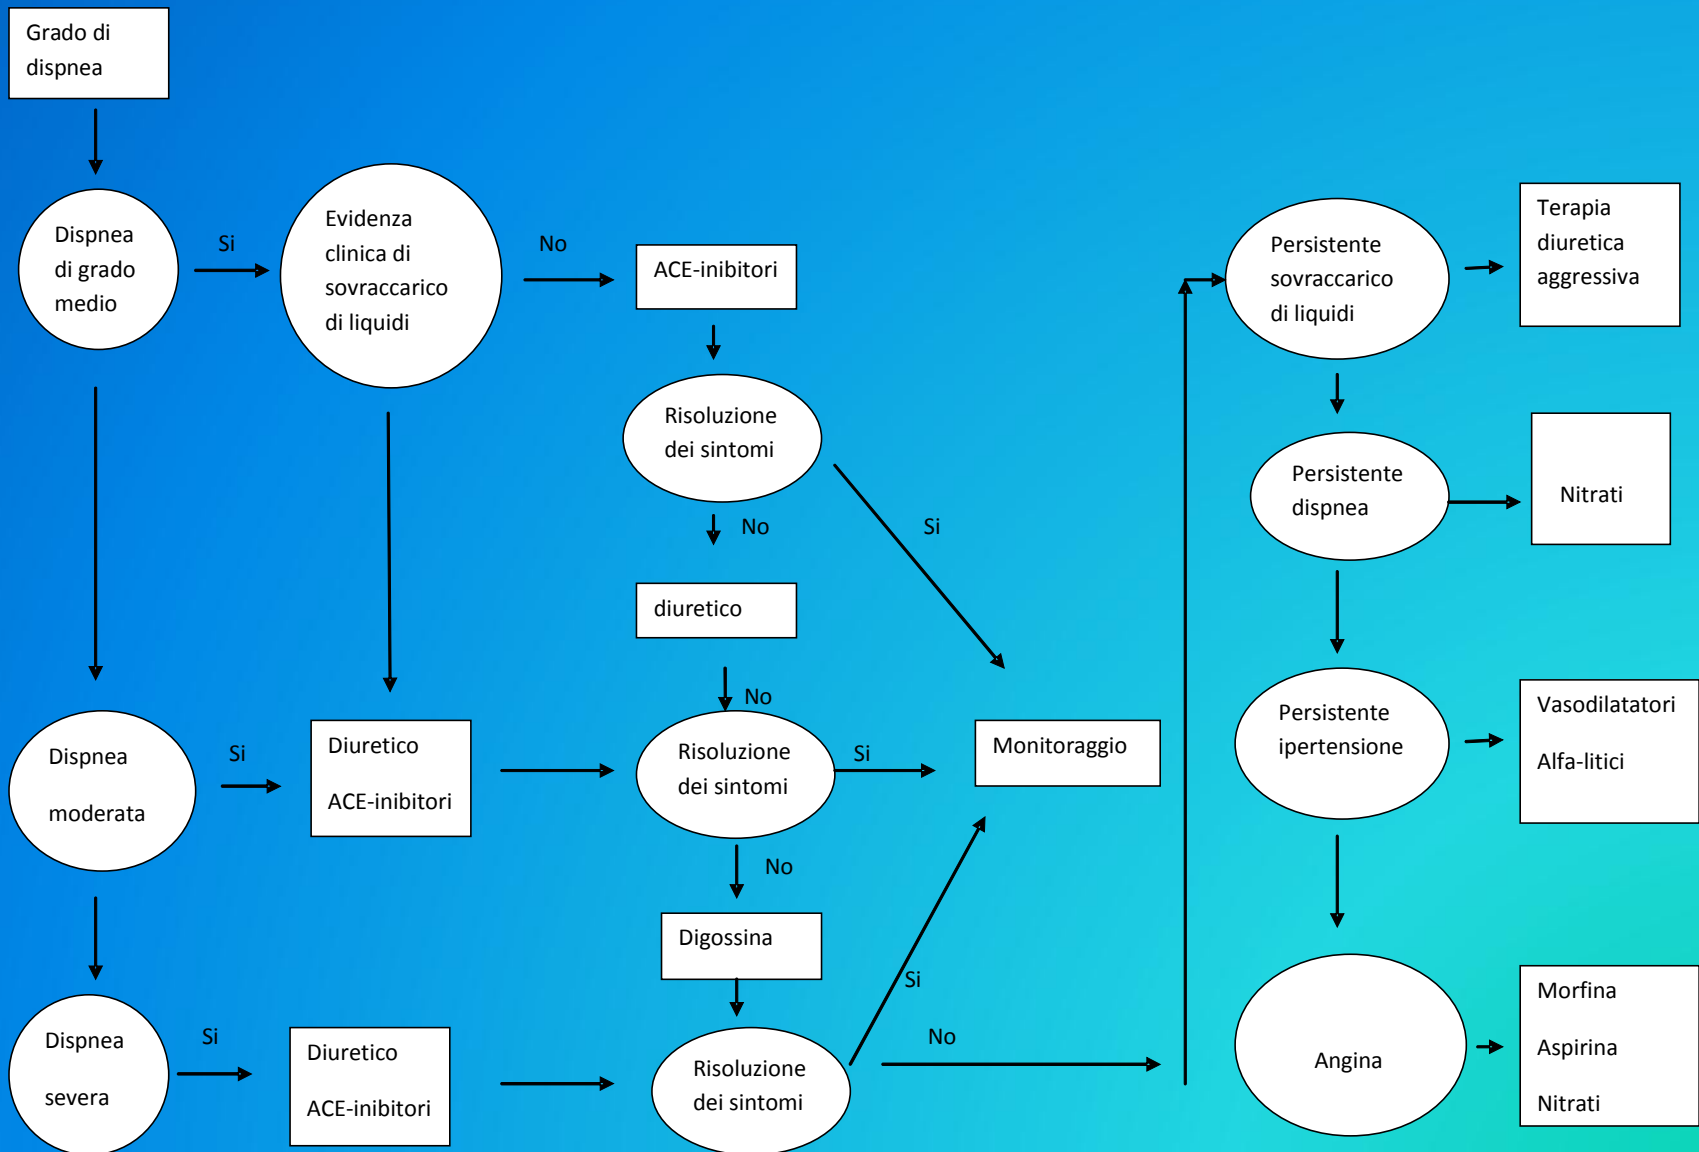 Grado di
dispnea
Dispnea
di grado
medio
Si
Evidenza
clinica di
sovraccarico
di liquidi
No
ACE-inibitori
Risoluzione
dei sintomi
No
Si
diuretico
No
Dispnea
moderata
Si
Diuretico
ACE-inibitori
Risoluzione
dei sintomi
Si
Monitoraggio
No
Digossina
Si
Dispnea
severa
Si
Diuretico
ACE-inibitori
Risoluzione
dei sintomi
No
Persistente
sovraccarico
di liquidi
Terapia
diuretica
aggressiva
Persistente
dispnea
Nitrati
Persistente
ipertensione
Vasodilatatori
Alfa-litici
Angina
Morfina
Aspirina
Nitrati